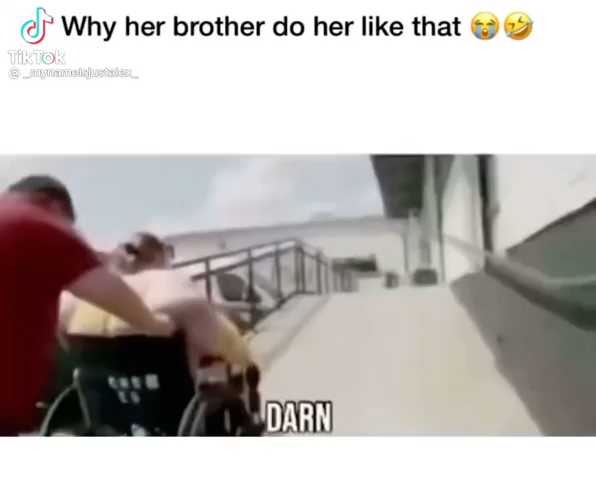 Why her brother do her like that 😭🤣
TikTok
@_mynameisjustalex_
DARN